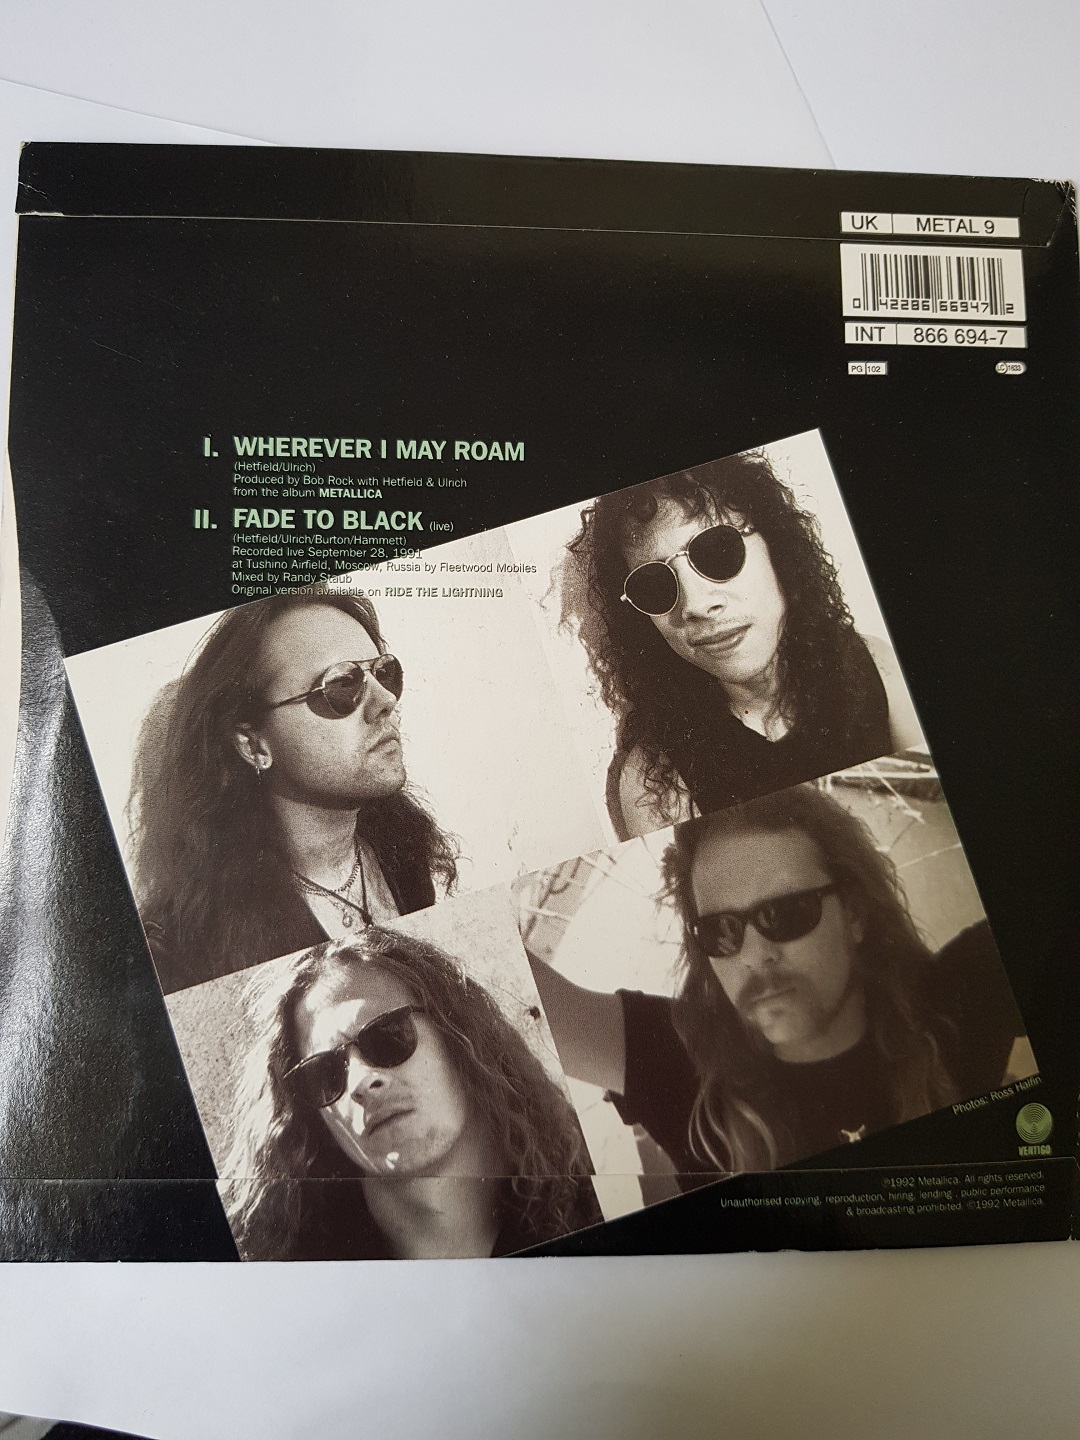 UK METAL 9
0 42286 66947 2
INT 866 694-7
PG 102 LC 1633
I. WHEREVER I MAY ROAM
(Hetfield/Ulrich)
Produced by Bob Rock with Hetfield & Ulrich
from the album METALLICA
II. FADE TO BLACK (live)
(Hetfield/Ulrich/Burton/Hammett)
Recorded live September 28, 1991
at Tushino Airfield, Moscow, Russia by Fleetwood Mobiles
Mixed by Randy Staub
Original version available on RIDE THE LIGHTNING
Photos: Ross Halfin
VERTIGO
℗1992 Metallica. All rights reserved.
Unauthorised copying, reproduction, hiring, lending, public performance
& broadcasting prohibited. ©1992 Metallica.